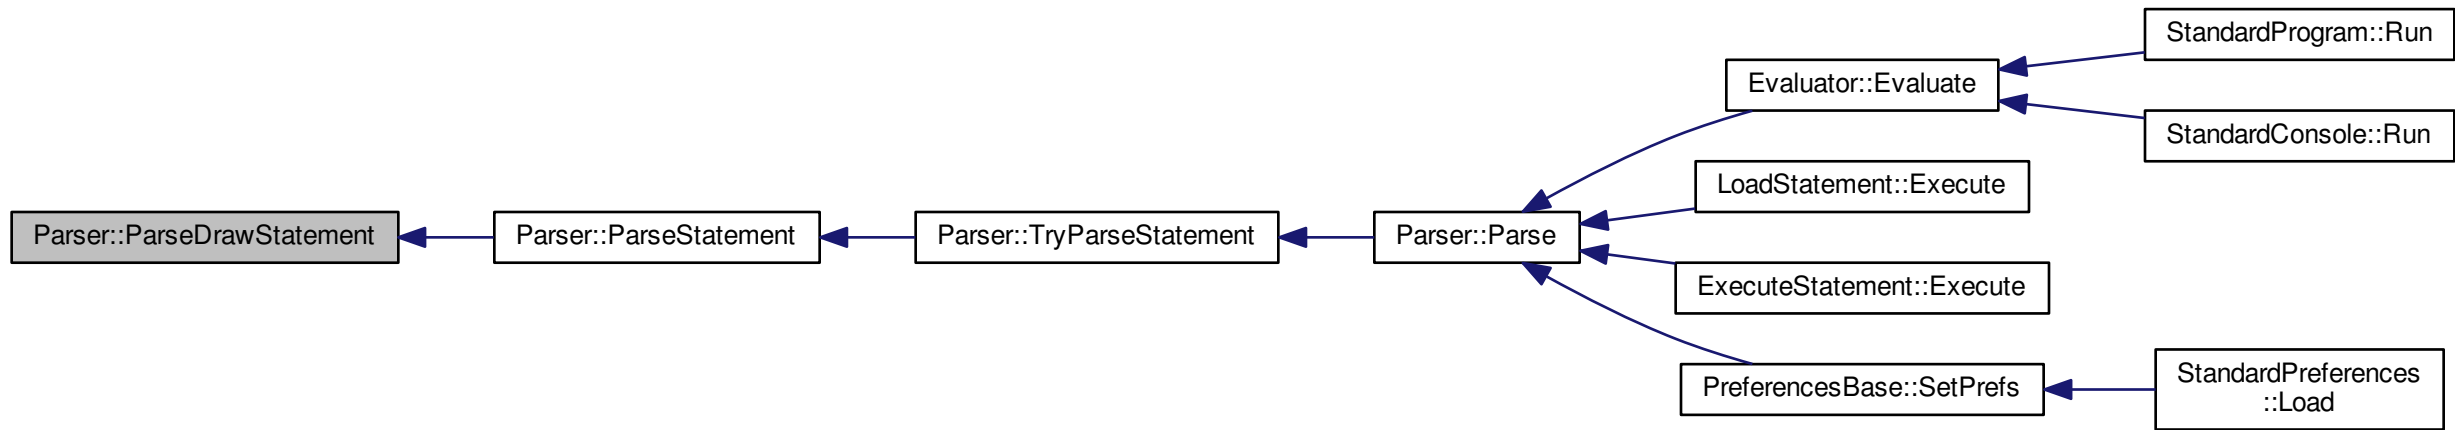 Parser::ParseDrawStatement
Parser::ParseStatement
Parser::TryParseStatement
Parser::Parse
Evaluator::Evaluate
StandardProgram::Run
StandardConsole::Run
LoadStatement::Execute
ExecuteStatement::Execute
PreferencesBase::SetPrefs
StandardPreferences
::Load